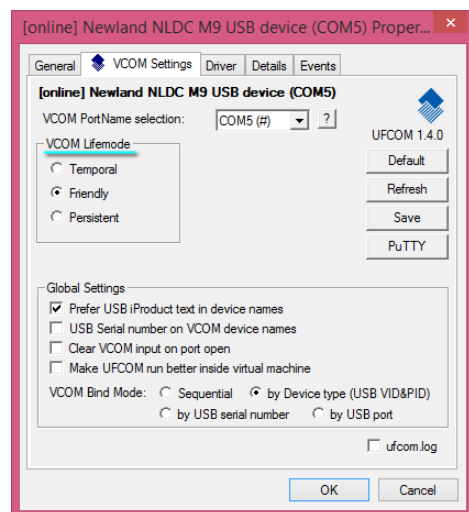 [online] Newland NLDC M9 USB device (COM5) Proper...
General VCOM Settings Driver Details Events
[online] Newland NLDC M9 USB device (COM5)
VCOM PortName selection: COM5 (#) ?
UFCOM 1.4.0
VCOM Lifemode
Temporal
Friendly
Persistent
Default
Refresh
Save
PuTTY
Global Settings
Prefer USB iProduct text in device names
USB Serial number on VCOM device names
Clear VCOM input on port open
Make UFCOM run better inside virtual machine
VCOM Bind Mode: Sequential by Device type (USB VID&PID)
by USB serial number by USB port
ufcom.log
OK Cancel